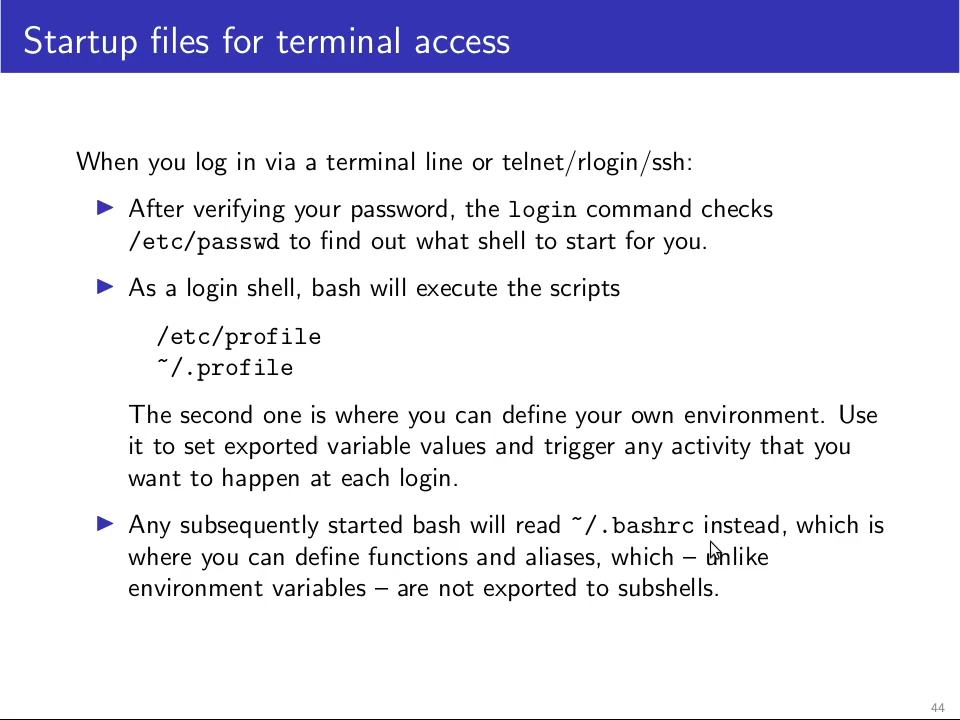 Startup files for terminal access
When you log in via a terminal line or telnet/rlogin/ssh:
After verifying your password, the login command checks
/etc/passwd to find out what shell to start for you.
As a login shell, bash will execute the scripts
/etc/profile
~/.profile
The second one is where you can define your own environment. Use
it to set exported variable values and trigger any activity that you
want to happen at each login.
Any subsequently started bash will read ~/.bashrc instead, which is
where you can define functions and aliases, which – unlike
environment variables – are not exported to subshells.
44